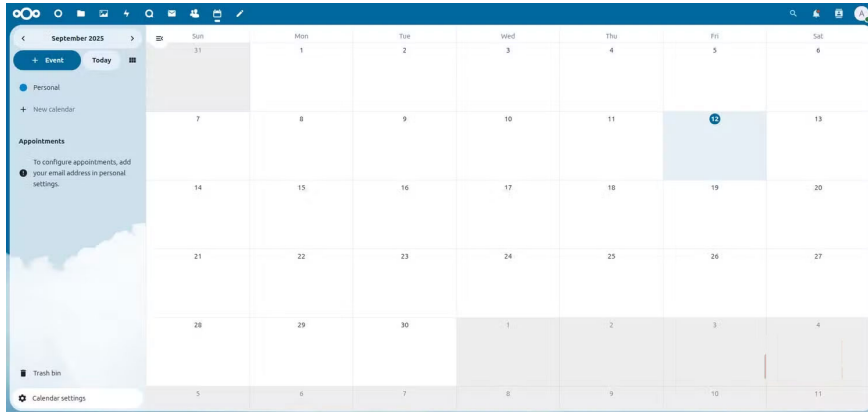 A
September 2025
+ Event Today
Personal
+ New calendar
Appointments
To configure appointments, add
your email address in personal
settings.
Trash bin
Calendar settings
Sun Mon Tue Wed Thu Fri Sat
31 1 2 3 4 5 6
7 8 9 10 11 12 13
14 15 16 17 18 19 20
21 22 23 24 25 26 27
28 29 30 1 2 3 4
5 6 7 8 9 10 11